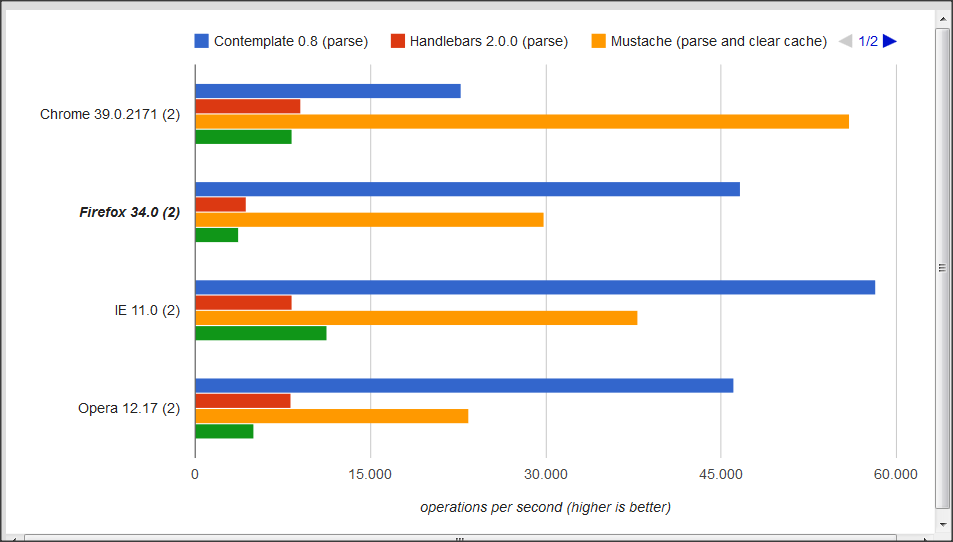 Contemplate 0.8 (parse) Handlebars 2.0.0 (parse) Mustache (parse and clear cache) 1/2
Chrome 39.0.2171 (2)
Firefox 34.0 (2)
IE 11.0 (2)
Opera 12.17 (2)
0 15.000 30.000 45.000 60.000
operations per second (higher is better)